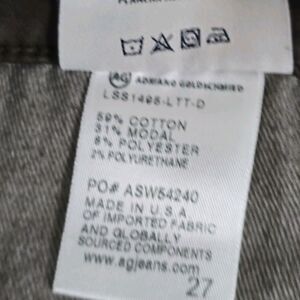 AG ADRIANO GOLDSCHMIED
LSS1498-LTT-D
59% COTTON
31% MODAL
8% POLYESTER
2% POLYURETHANE
PO# ASW54240
MADE IN U.S.A
OF IMPORTED FABRIC
AND GLOBALLY
SOURCED COMPONENTS
www.agjeans.com
27